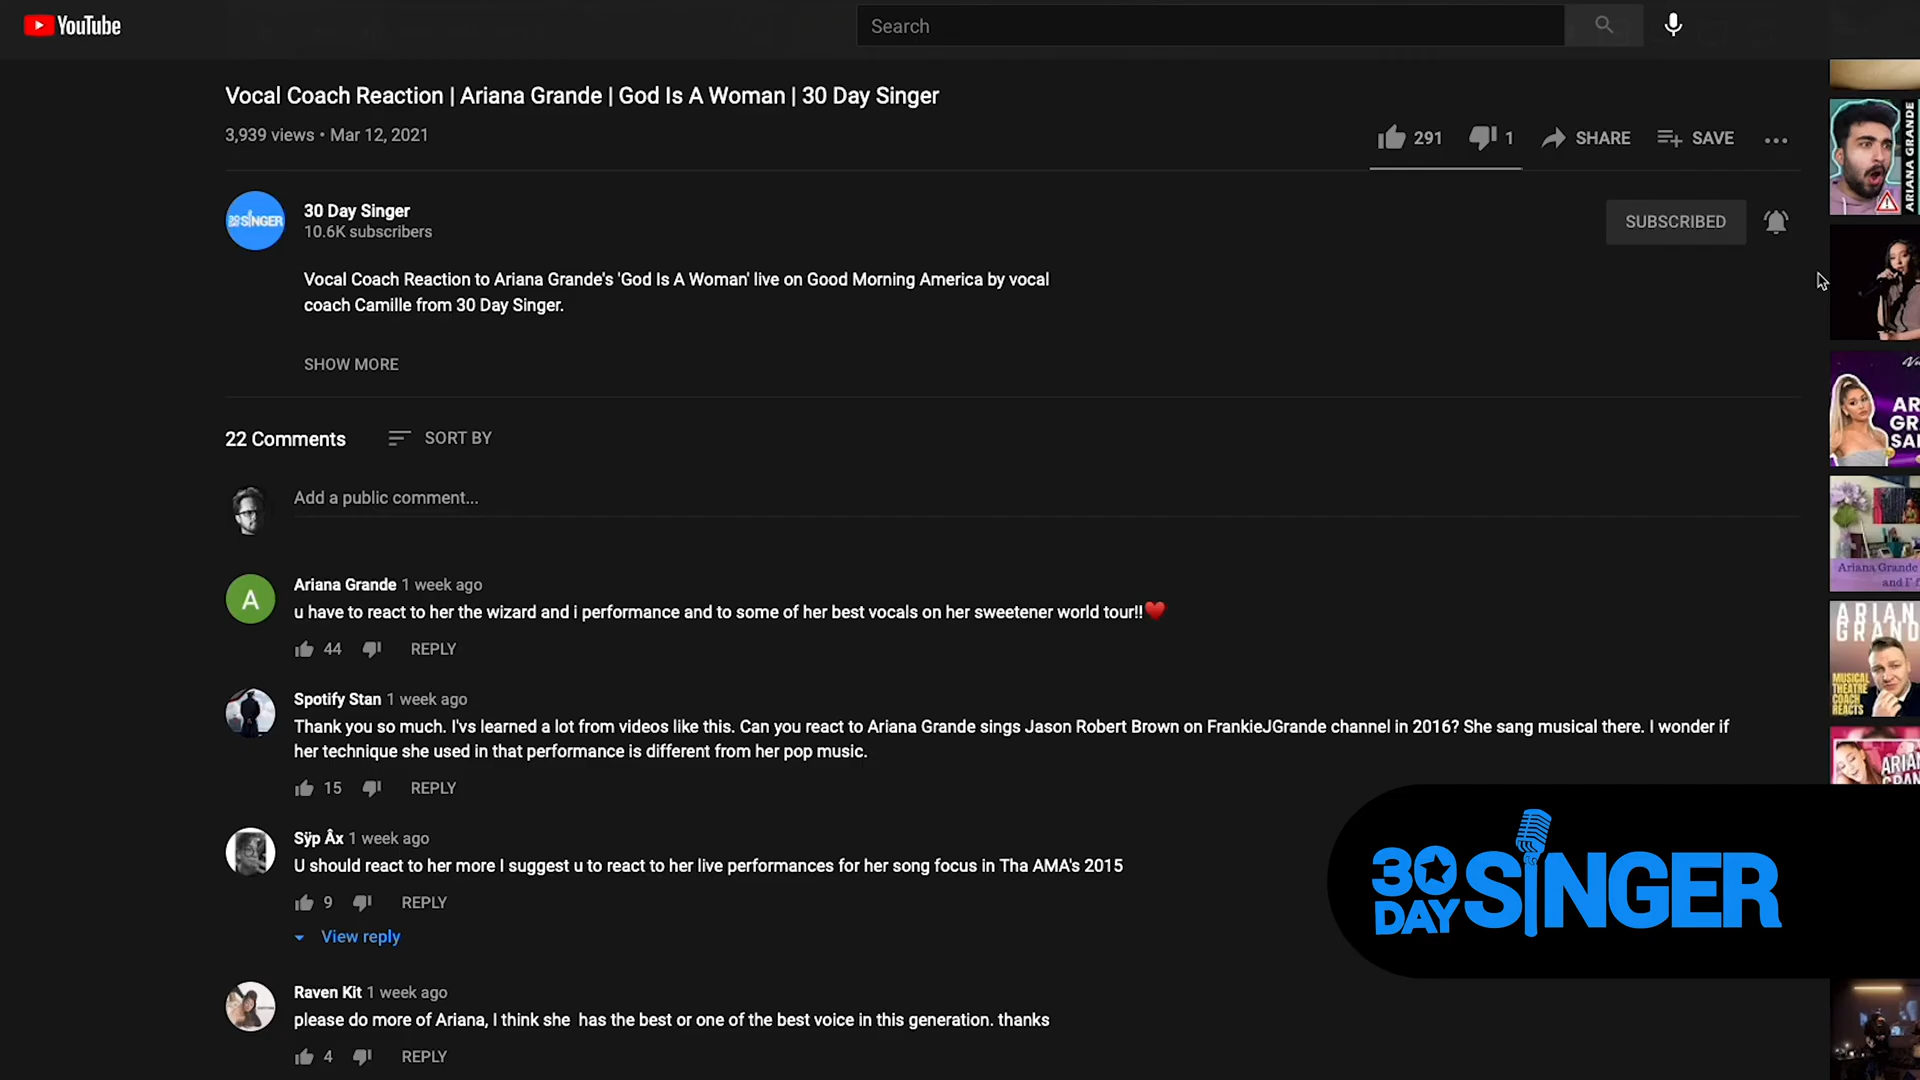 YouTube
Search
Vocal Coach Reaction | Ariana Grande | God Is A Woman | 30 Day Singer
3,939 views • Mar 12, 2021
291
1
SHARE
SAVE
30 SINGER
30 Day Singer
10.6K subscribers
SUBSCRIBED
Vocal Coach Reaction to Ariana Grande's 'God Is A Woman' live on Good Morning America by vocal
coach Camille from 30 Day Singer.
SHOW MORE
22 Comments
SORT BY
Add a public comment...
A
Ariana Grande 1 week ago
u have to react to her the wizard and i performance and to some of her best vocals on her sweetener world tour!!❤️
44
REPLY
Spotify Stan 1 week ago
Thank you so much. I'vs learned a lot from videos like this. Can you react to Ariana Grande sings Jason Robert Brown on FrankieJGrande channel in 2016? She sang musical there. I wonder if
her technique she used in that performance is different from her pop music.
15
REPLY
Sÿp Âx 1 week ago
U should react to her more I suggest u to react to her live performances for her song focus in Tha AMA's 2015
9
REPLY
View reply
Raven Kit 1 week ago
please do more of Ariana, I think she  has the best or one of the best voice in this generation. thanks
4
REPLY
ARIANA GRANDE
AR
GR
SA
Ariana Grande
and
ARIAN
GRAND
MUSICAL
THEATRE
COACH
REACTS
ARIA
GRAN
30
DAY
SINGER